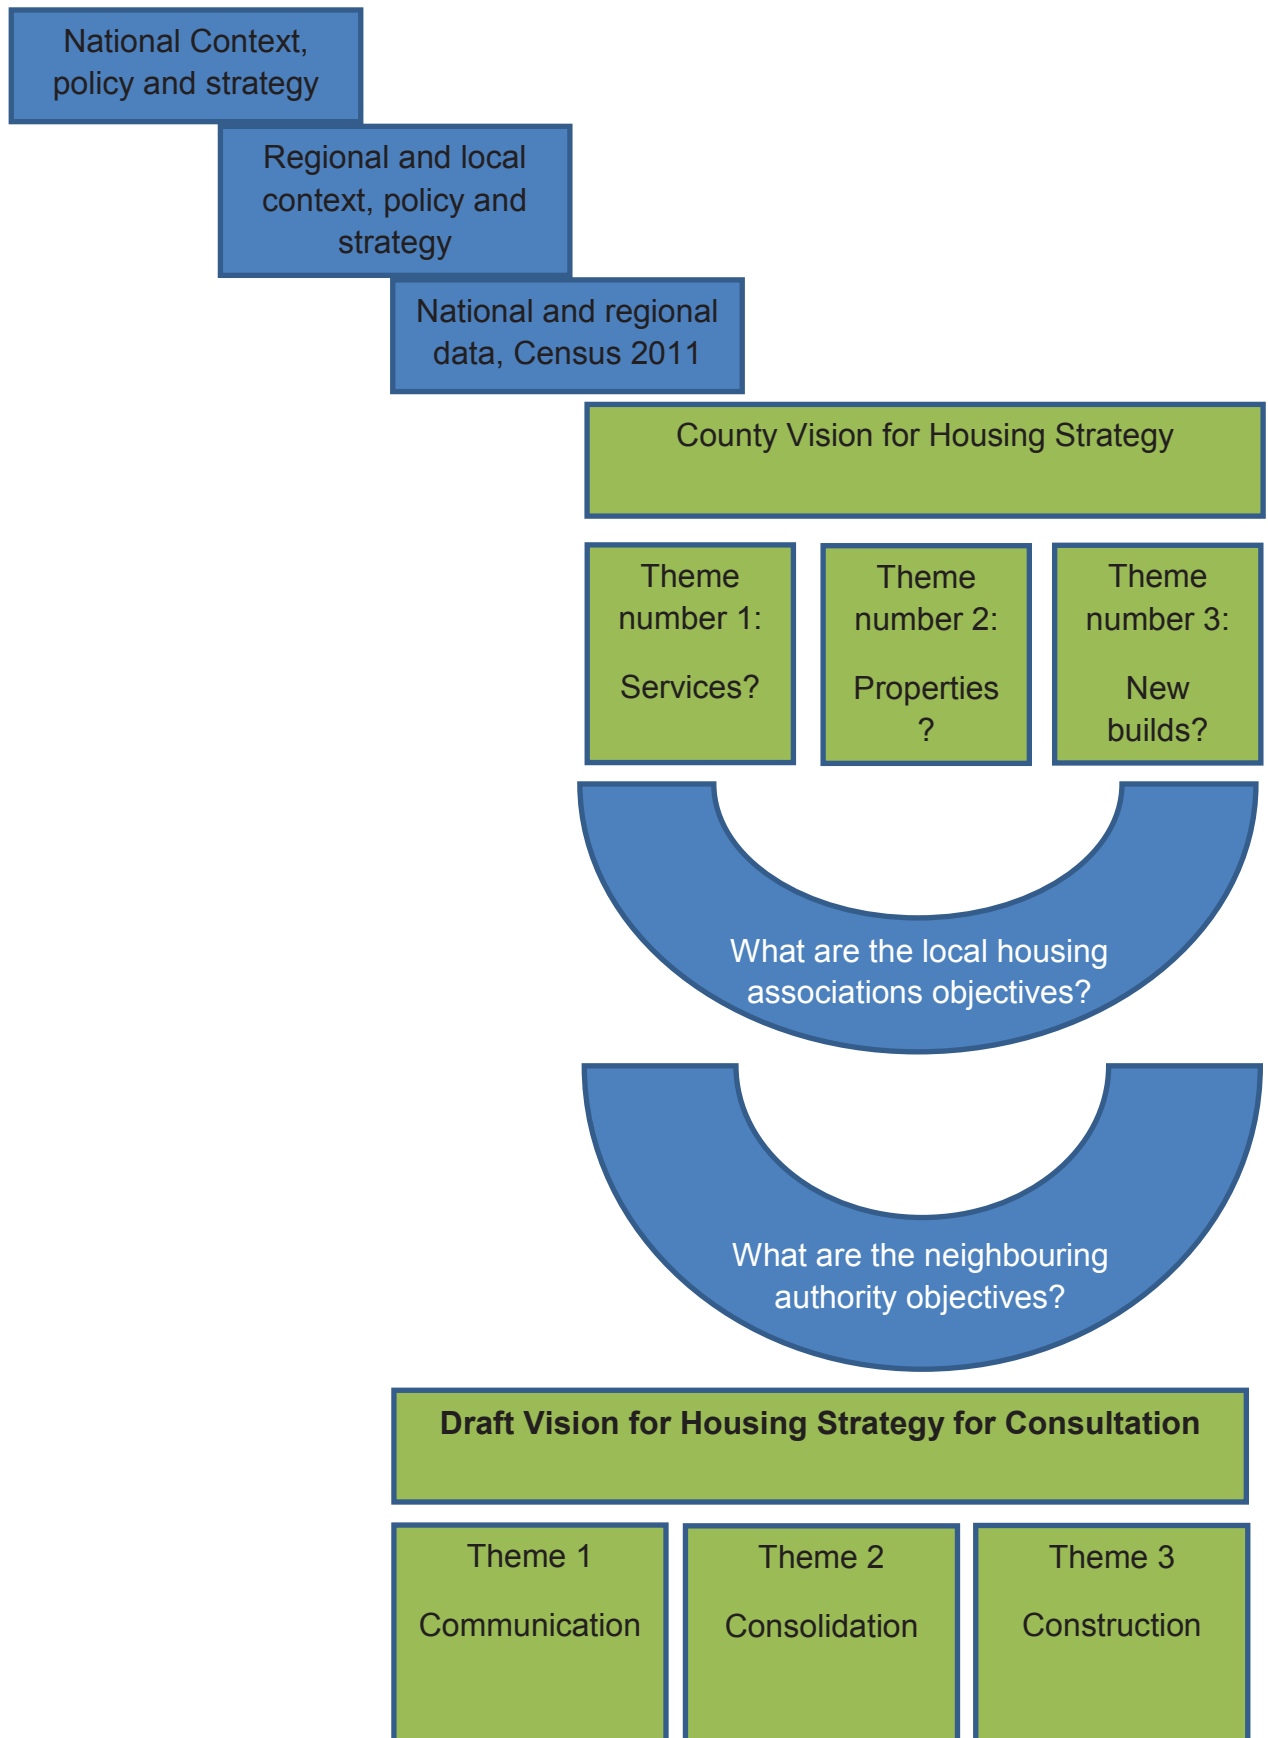 National Context,
policy and strategy
Regional and local
context, policy and
strategy
National and regional
data, Census 2011
County Vision for Housing Strategy
Theme
number 1:
Services?
Theme
number 2:
Properties
?
Theme
number 3:
New
builds?
What are the local housing
associations objectives?
What are the neighbouring
authority objectives?
Draft Vision for Housing Strategy for Consultation
Theme 1
Communication
Theme 2
Consolidation
Theme 3
Construction